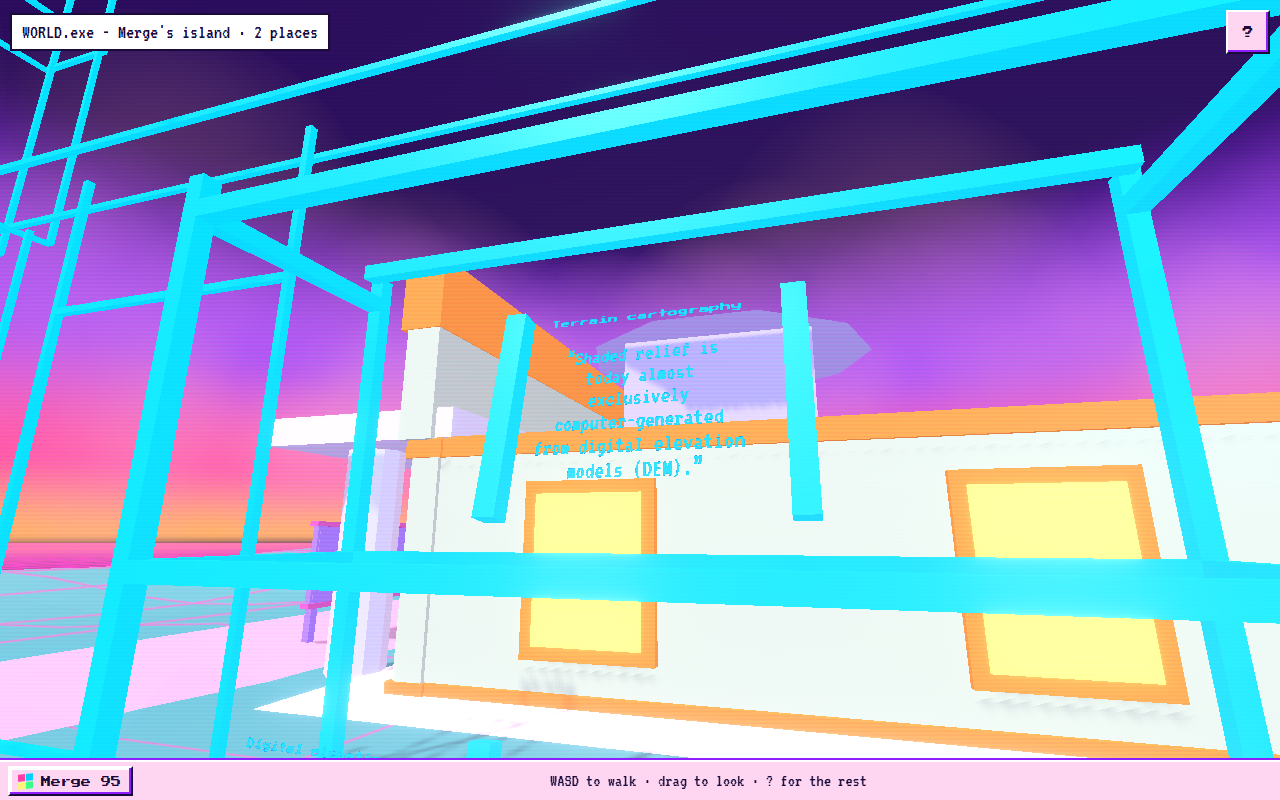 WORLD.exe - Merge's island · 2 places
?
Terrain cartography
"Shaded relief is
today almost
exclusively
computer-generated
from digital elevation
models (DEM)."
Digital
Merge 95
WASD to walk · drag to look · ? for the rest